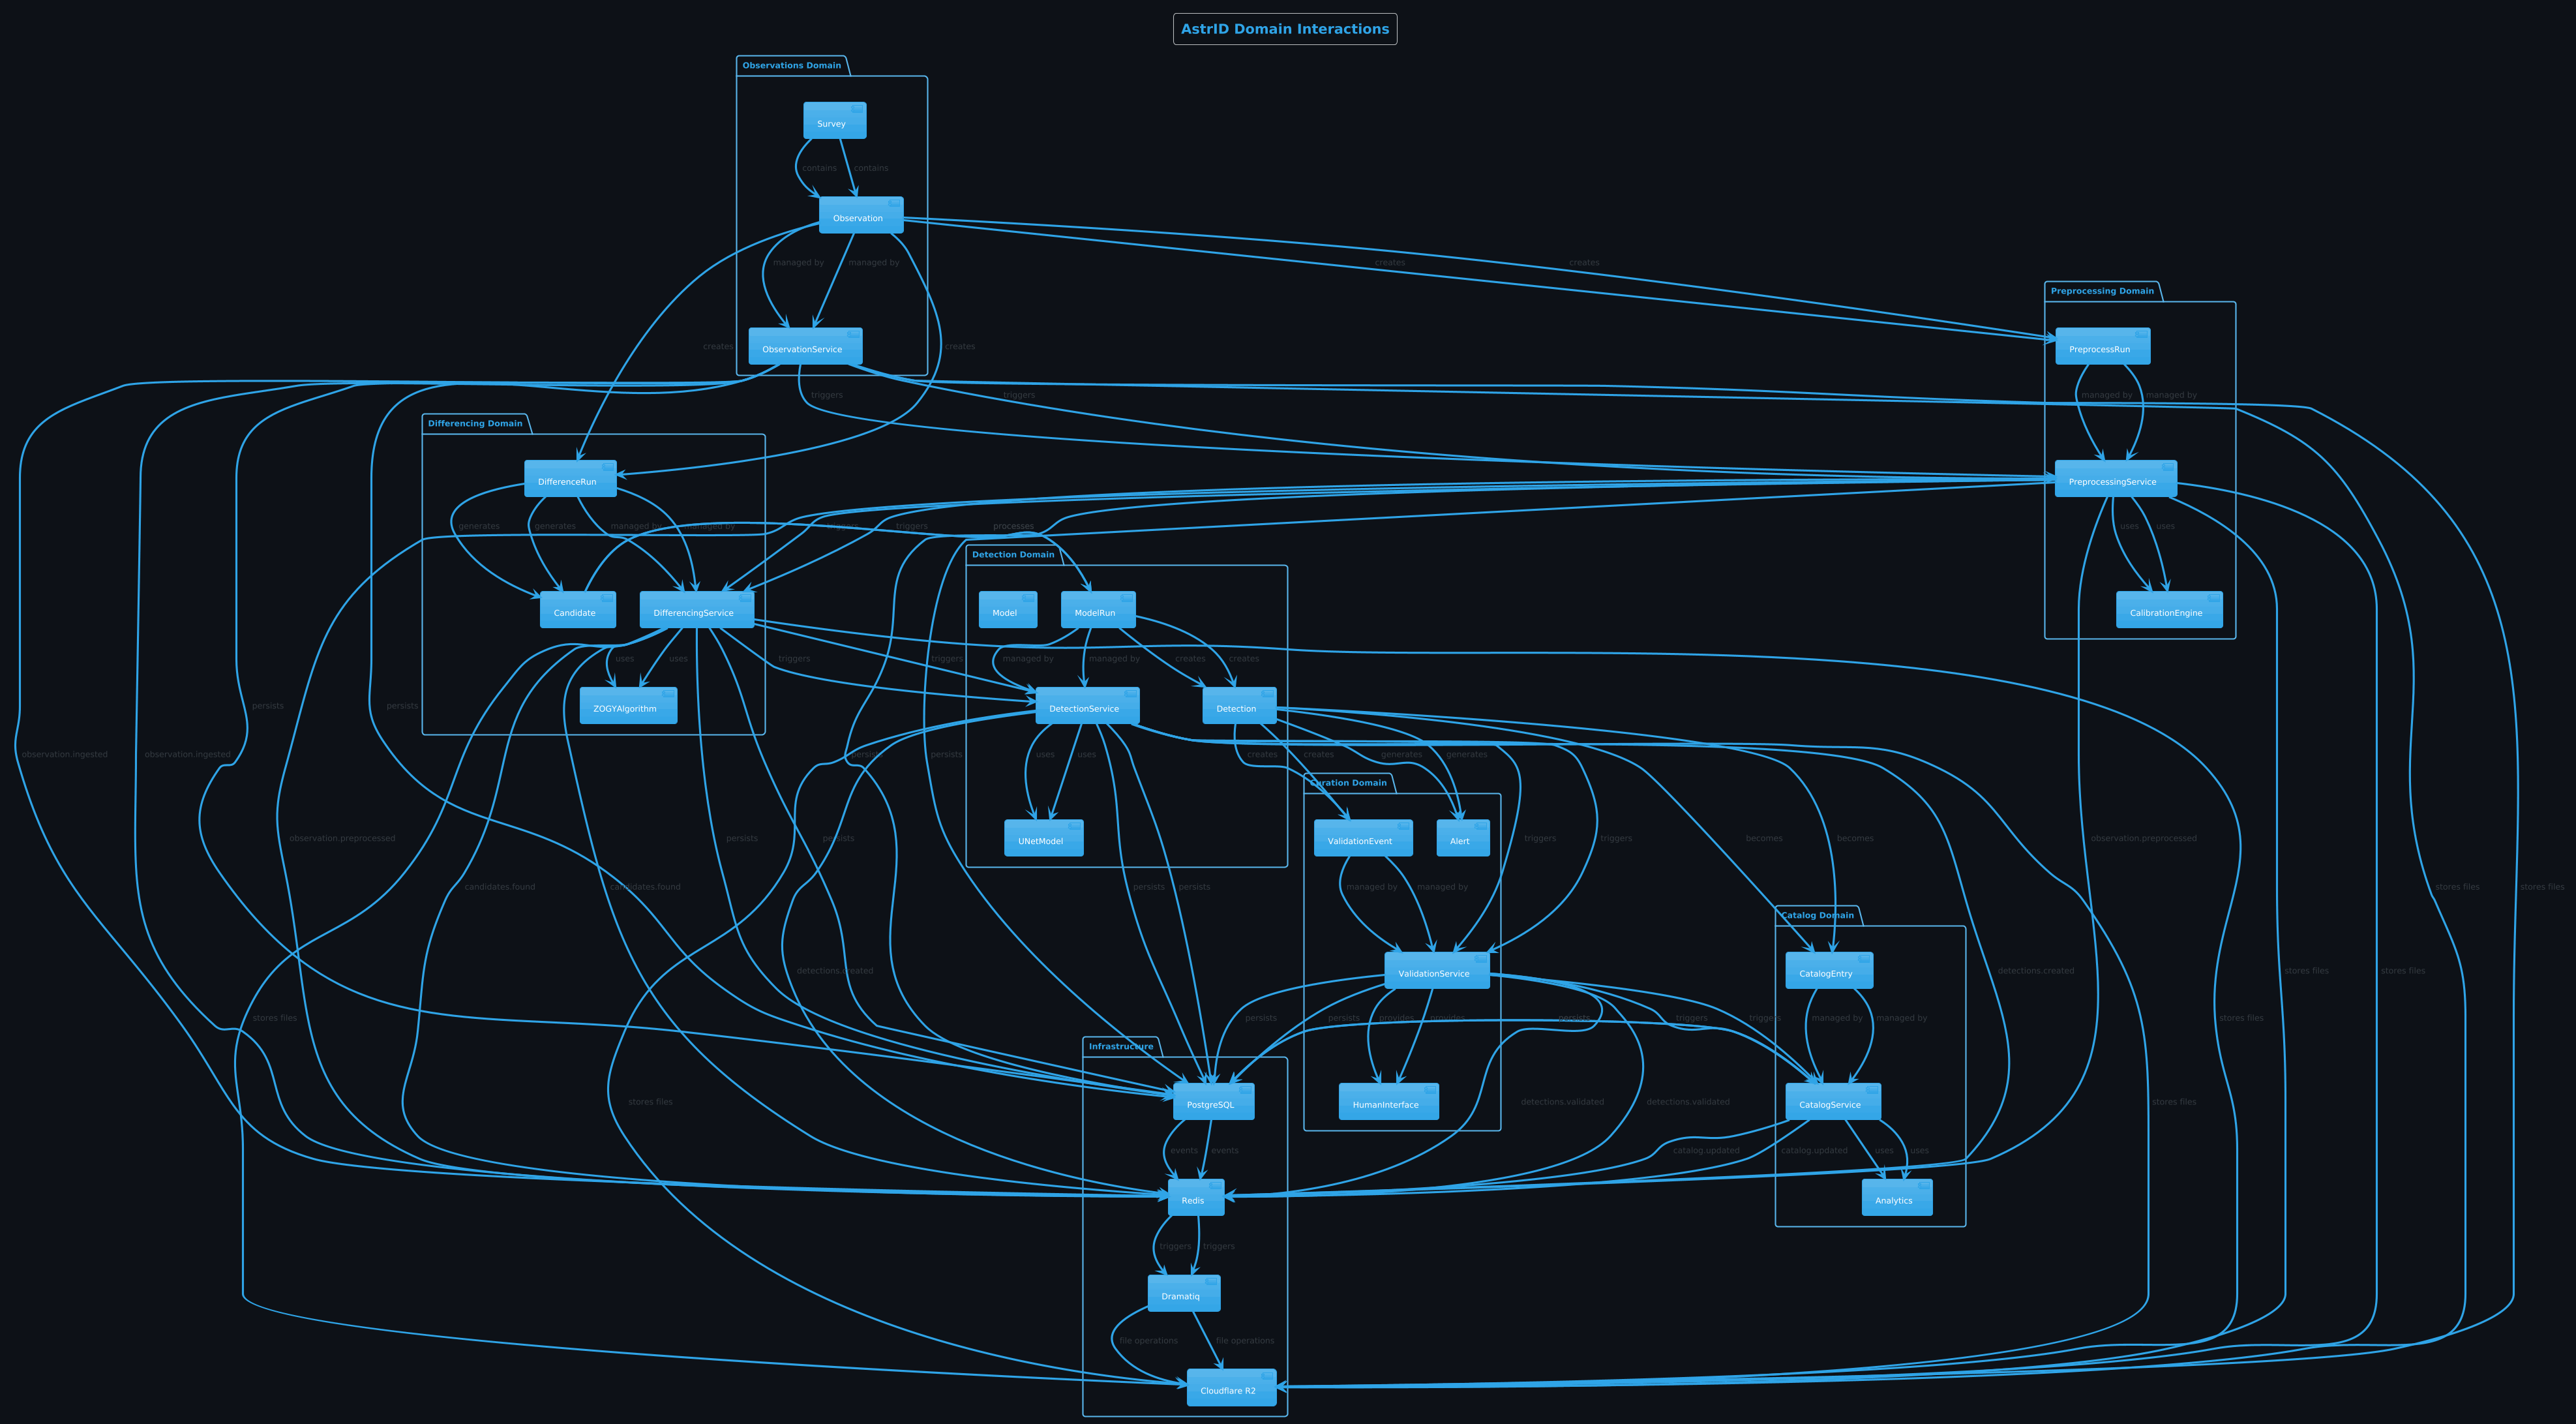 AstrID Domain Interactions
Observations Domain
Survey
contains
contains
Observation
managed by
managed by
creates
creates
Preprocessing Domain
ObservationService
creates
creates
PreprocessRun
triggers
triggers
managed by
managed by
Differencing Domain
DifferenceRun
PreprocessingService
generates
generates
managed by
managed by
triggers
processes
uses
uses
Detection Domain
Candidate
DifferencingService
Model
ModelRun
CalibrationEngine
uses
uses
triggers
triggers
managed by
managed by
creates
creates
ZOGYAlgorithm
DetectionService
Detection
persists
persists
observation.ingested
observation.ingested
persists
persists
uses
uses
creates
creates
generates
generates
Curation Domain
observation.preprocessed
persists
persists
UNetModel
ValidationEvent
Alert
triggers
triggers
becomes
becomes
observation.preprocessed
candidates.found
candidates.found
persists
persists
managed by
managed by
stores files
stores files
Catalog Domain
detections.created
ValidationService
CatalogEntry
detections.created
stores files
stores files
stores files
persists
persists
provides
provides
persists
triggers
triggers
managed by
managed by
stores files
Infrastructure
stores files
PostgreSQL
HumanInterface
detections.validated
detections.validated
CatalogService
stores files
events
events
catalog.updated
catalog.updated
uses
uses
Redis
Analytics
triggers
triggers
Dramatiq
file operations
file operations
Cloudflare R2